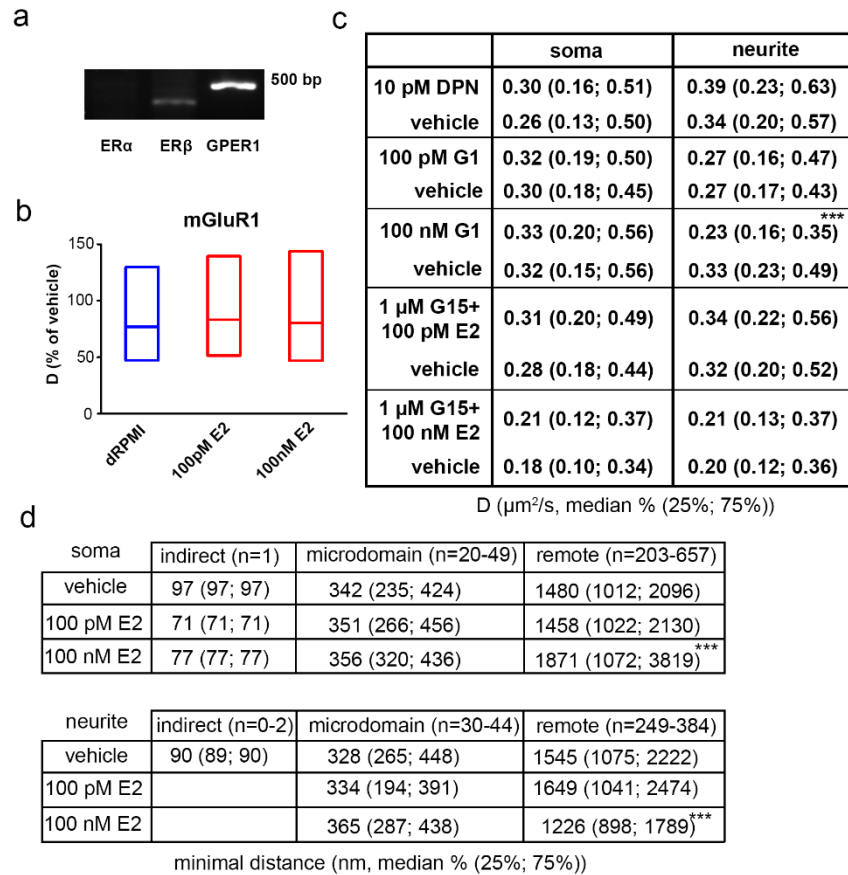 a
500 bp
ERα ERβ GPER1
b
mGluR1
D (% of vehicle)
150
100
50
0
dRPMI
100pM E2
100nM E2
c
soma neurite
10 pM DPN 0.30 (0.16; 0.51) 0.39 (0.23; 0.63)
vehicle 0.26 (0.13; 0.50) 0.34 (0.20; 0.57)
100 pM G1 0.32 (0.19; 0.50) 0.27 (0.16; 0.47)
vehicle 0.30 (0.18; 0.45) 0.27 (0.17; 0.43)
100 nM G1 0.33 (0.20; 0.56) 0.23 (0.16; 0.35)***
vehicle 0.32 (0.15; 0.56) 0.33 (0.23; 0.49)
1 µM G15+
100 pM E2 0.31 (0.20; 0.49) 0.34 (0.22; 0.56)
vehicle 0.28 (0.18; 0.44) 0.32 (0.20; 0.52)
1 µM G15+
100 nM E2 0.21 (0.12; 0.37) 0.21 (0.13; 0.37)
vehicle 0.18 (0.10; 0.34) 0.20 (0.12; 0.36)
D (µm²/s, median % (25%; 75%))
d
soma indirect (n=1) microdomain (n=20-49) remote (n=203-657)
vehicle 97 (97; 97) 342 (235; 424) 1480 (1012; 2096)
100 pM E2 71 (71; 71) 351 (266; 456) 1458 (1022; 2130)
100 nM E2 77 (77; 77) 356 (320; 436) 1871 (1072; 3819)***
neurite indirect (n=0-2) microdomain (n=30-44) remote (n=249-384)
vehicle 90 (89; 90) 328 (265; 448) 1545 (1075; 2222)
100 pM E2 334 (194; 391) 1649 (1041; 2474)
100 nM E2 365 (287; 438) 1226 (898; 1789)***
minimal distance (nm, median % (25%; 75%))